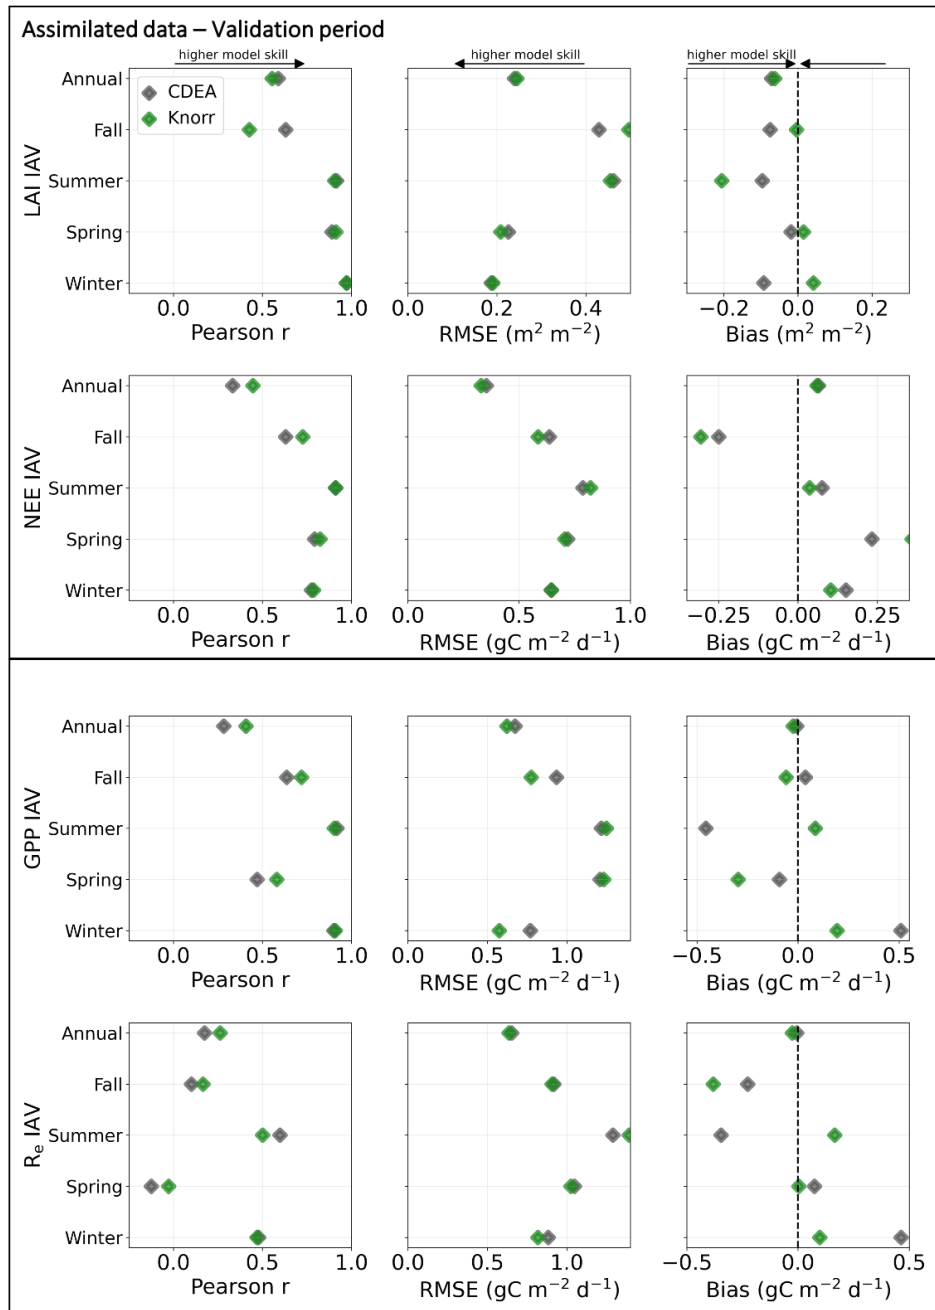 Assimilated data – Validation period
higher model skill
higher model skill
higher model skill
LAI IAV
Annual
Fall
Summer
Spring
Winter
CDEA
Knorr
0.0 0.5 1.0
Pearson r
0.0 0.2 0.4
RMSE (m² m⁻²)
−0.2 0.0 0.2
Bias (m² m⁻²)
NEE IAV
Annual
Fall
Summer
Spring
Winter
0.0 0.5 1.0
Pearson r
0.5 1.0
RMSE (gC m⁻² d⁻¹)
−0.25 0.00 0.25
Bias (gC m⁻² d⁻¹)
GPP IAV
Annual
Fall
Summer
Spring
Winter
0.0 0.5 1.0
Pearson r
0.0 0.5 1.0
RMSE (gC m⁻² d⁻¹)
−0.5 0.0 0.5
Bias (gC m⁻² d⁻¹)
Rₑ IAV
Annual
Fall
Summer
Spring
Winter
0.0 0.5 1.0
Pearson r
0.0 0.5 1.0
RMSE (gC m⁻² d⁻¹)
−0.5 0.0 0.5
Bias (gC m⁻² d⁻¹)